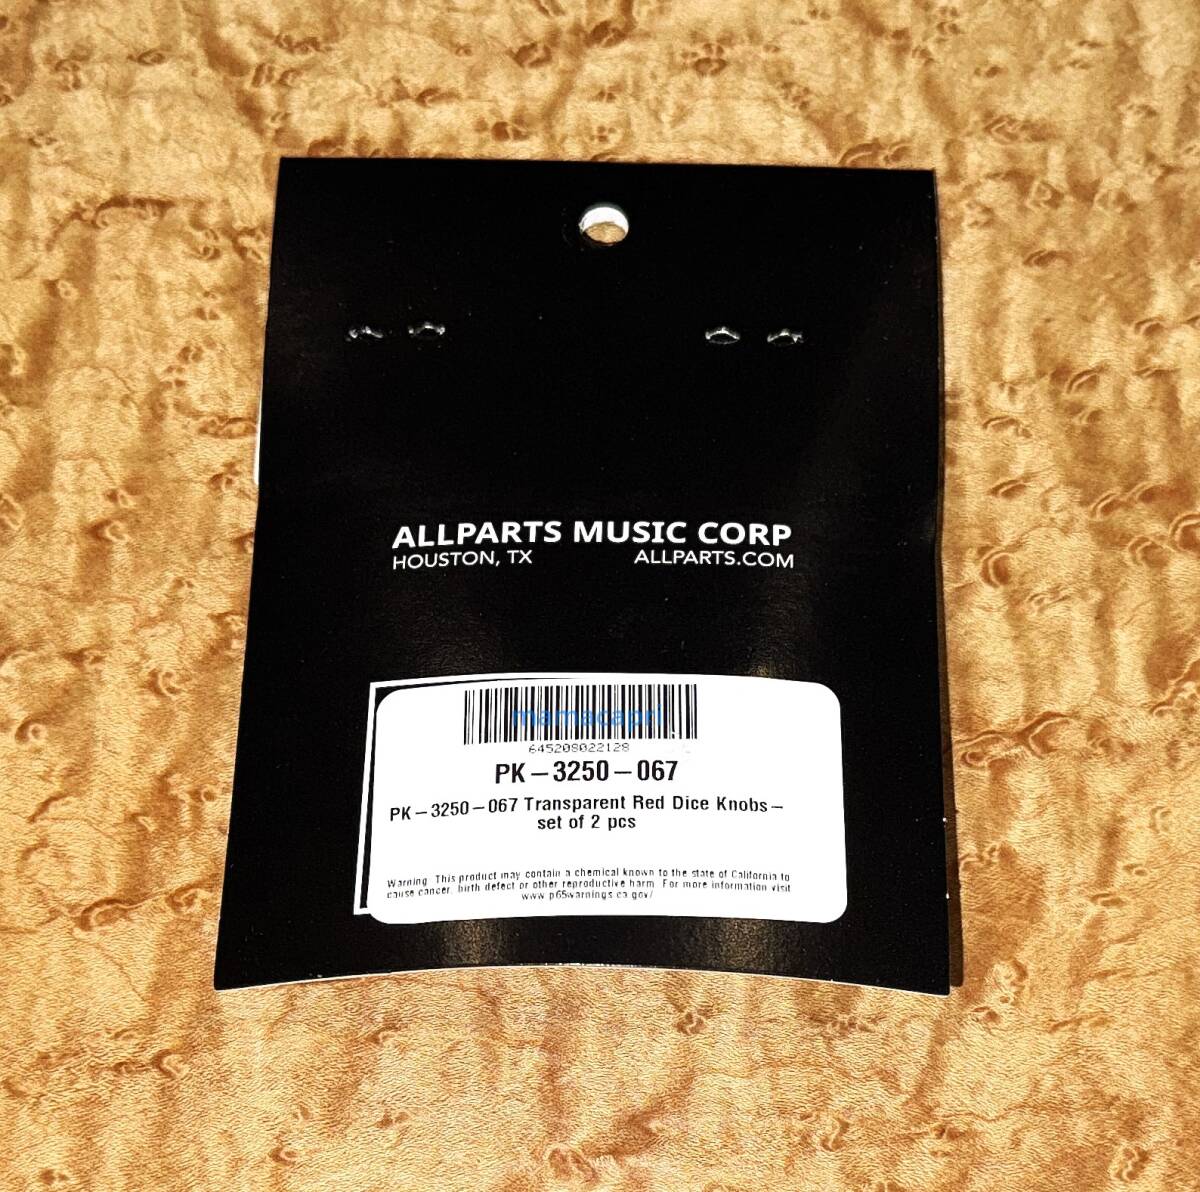 ALLPARTS MUSIC CORP
HOUSTON, TX ALLPARTS.COM
mamacapri
645208022128
PK-3250-067
PK-3250-067 Transparent Red Dice Knobs-
set of 2 pcs
Warning: This product may contain a chemical known to the state of California to
cause cancer, birth defect or other reproductive harm. For more information visit
www.p65warnings.ca.gov/